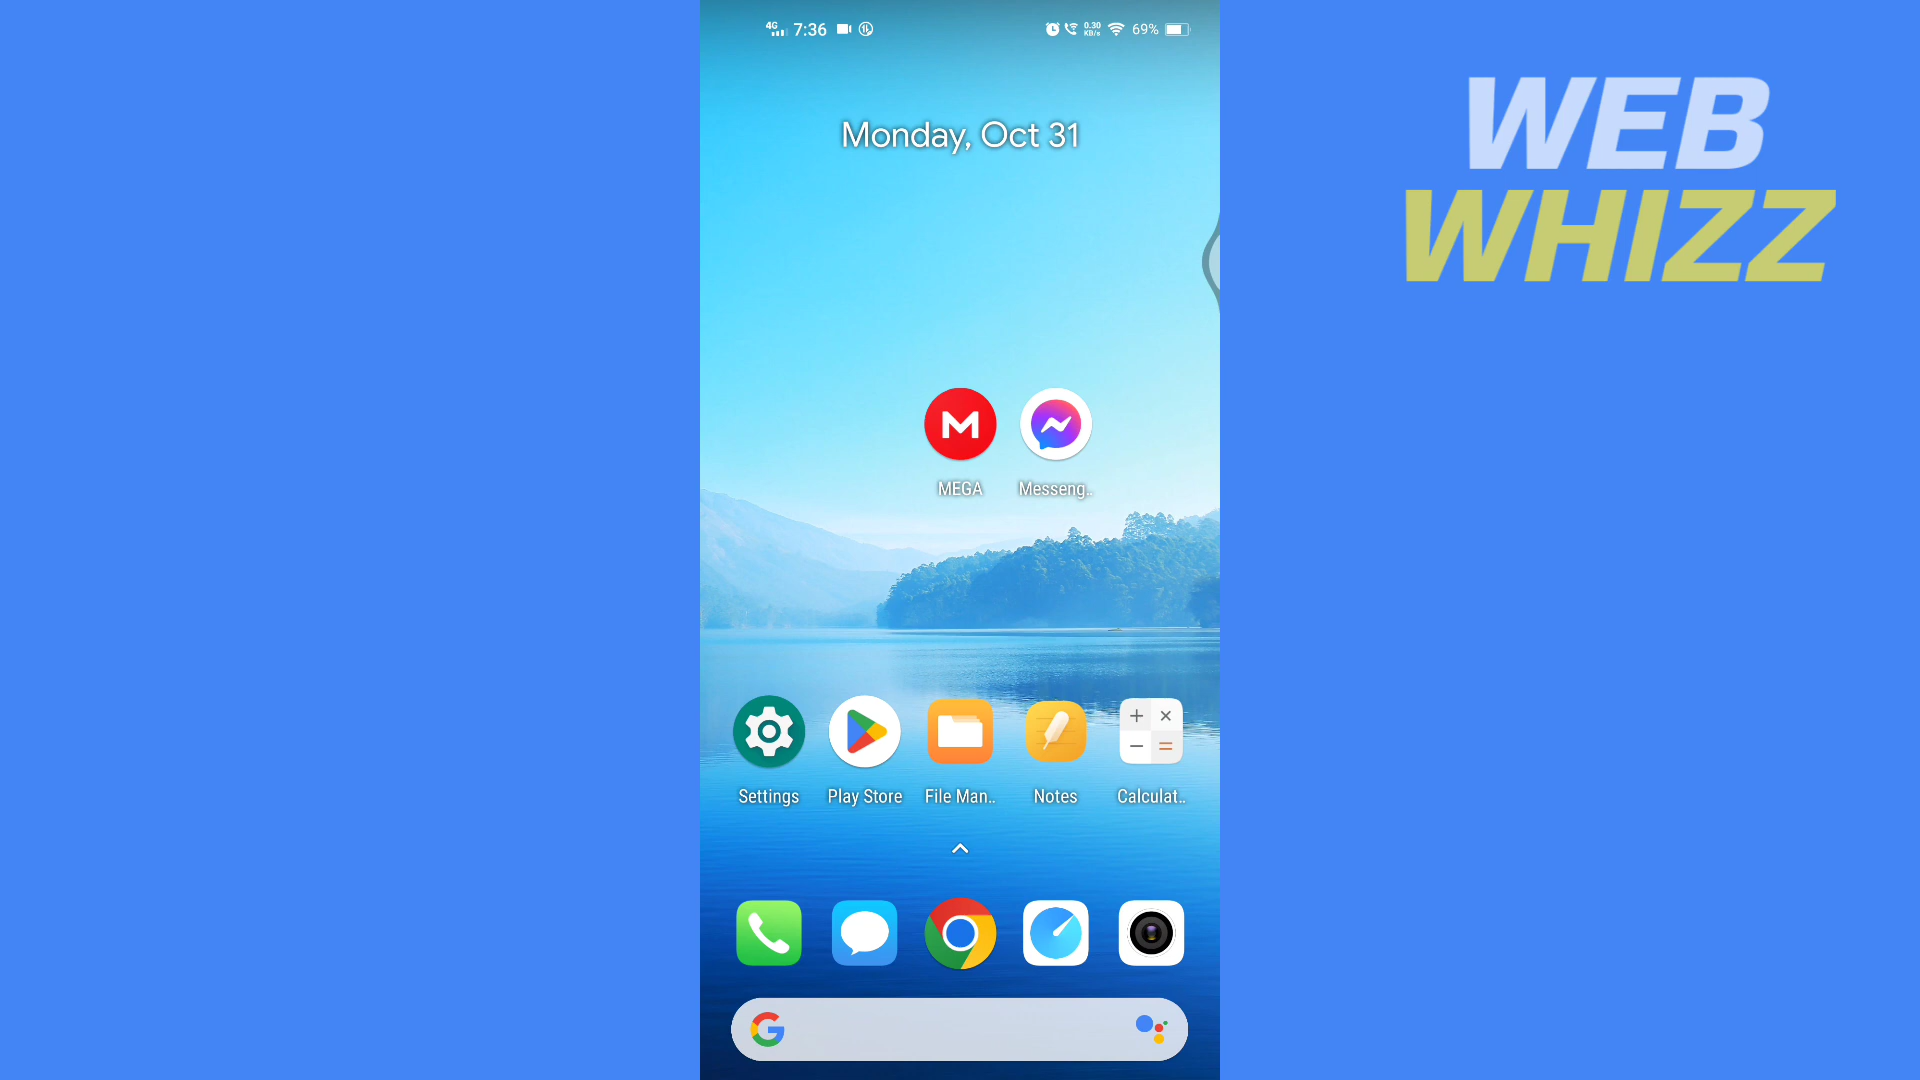 4G 7:36 0.30 KB/s 69%
WEB
WHIZZ
Monday, Oct 31
MEGA Messeng..
Settings Play Store File Man.. Notes Calculat..